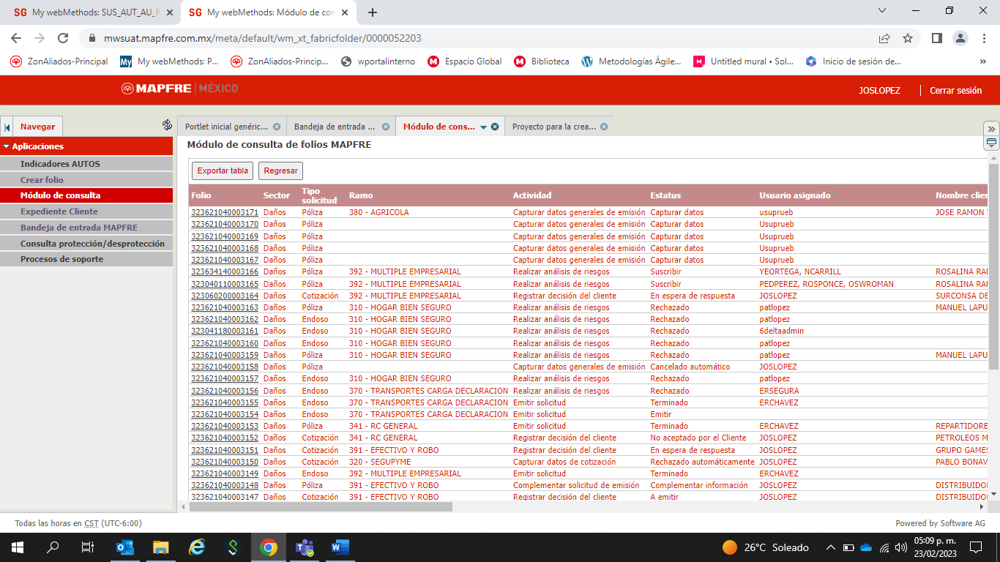 My webMethods: SUS_AUT_AU_R
My webMethods: Módulo de con
mwsuat.mapfre.com.mx/meta/default/wm_xt_fabricfolder/0000052203
ZonAliados-Principal My webMethods: P... ZonAliados-Princip... wportalinterno Espacio Global Biblioteca Metodologías Ágile... Untitled mural • Sol... Inicio de sesión de... »
MAPFRE | MÉXICO
JOSLOPEZ | Cerrar sesión
Navegar
Portlet inicial genéric... Bandeja de entrada ... Módulo de cons... Proyecto para la crea...
Aplicaciones
Indicadores AUTOS
Crear folio
Módulo de consulta
Expediente Cliente
Bandeja de entrada MAPFRE
Consulta protección/desprotección
Procesos de soporte
Módulo de consulta de folios MAPFRE
Exportar tabla Regresar
Folio Sector Tipo solicitud Ramo Actividad Estatus Usuario asignado Nombre clien
323621040003171 Daños Póliza 380 - AGRICOLA Capturar datos generales de emisión Capturar datos usuprueb JOSE RAMON
323621040003170 Daños Póliza Capturar datos generales de emisión Capturar datos Usuprueb
323621040003169 Daños Póliza Capturar datos generales de emisión Capturar datos Usuprueb
323621040003168 Daños Póliza Capturar datos generales de emisión Capturar datos Usuprueb
323621040003167 Daños Póliza Capturar datos generales de emisión Capturar datos Usuprueb
323634140003166 Daños Póliza 392 - MULTIPLE EMPRESARIAL Realizar análisis de riesgos Suscribir YEORTEGA, NCARRILL ROSALINA RA
323040110003165 Daños Póliza 392 - MULTIPLE EMPRESARIAL Realizar análisis de riesgos Suscribir PEDPEREZ, ROSPONCE, OSWROMAN ROSALINA RA
323060200003164 Daños Cotización 392 - MULTIPLE EMPRESARIAL Registrar decisión del cliente En espera de respuesta JOSLOPEZ SURCONSA DE
323621040003163 Daños Póliza 310 - HOGAR BIEN SEGURO Realizar análisis de riesgos Rechazado patlopez MANUEL LAPU
323621040003162 Daños Endoso 310 - HOGAR BIEN SEGURO Realizar análisis de riesgos Rechazado patlopez
323041180003161 Daños Endoso 310 - HOGAR BIEN SEGURO Realizar análisis de riesgos Rechazado 6deltaadmin
323621040003160 Daños Endoso 310 - HOGAR BIEN SEGURO Realizar análisis de riesgos Rechazado patlopez
323621040003159 Daños Póliza 310 - HOGAR BIEN SEGURO Realizar análisis de riesgos Rechazado patlopez MANUEL LAPU
323621040003158 Daños Póliza Capturar datos generales de emisión Cancelado automático JOSLOPEZ
323621040003157 Daños Endoso 310 - HOGAR BIEN SEGURO Realizar análisis de riesgos Rechazado patlopez
323621040003156 Daños Endoso 370 - TRANSPORTES CARGA DECLARACION Realizar análisis de riesgos Rechazado ERSEGURA
323621040003155 Daños Endoso 370 - TRANSPORTES CARGA DECLARACION Emitir solicitud Terminado ERCHAVEZ
323621040003154 Daños Endoso 370 - TRANSPORTES CARGA DECLARACION Emitir solicitud Emitir
323621040003153 Daños Póliza 341 - RC GENERAL Emitir solicitud Terminado ERCHAVEZ REPARTIDORE
323621040003152 Daños Cotización 341 - RC GENERAL Registrar decisión del cliente No aceptado por el Cliente JOSLOPEZ PETROLEOS M
323621040003151 Daños Cotización 391 - EFECTIVO Y ROBO Registrar decisión del cliente En espera de respuesta JOSLOPEZ GRUPO GAMES
323621040003150 Daños Cotización 320 - SEGUPYME Capturar datos de cotización Rechazado automáticamente JOSLOPEZ PABLO BONAV
323621040003149 Daños Endoso 392 - MULTIPLE EMPRESARIAL Emitir solicitud Terminado ERCHAVEZ
323621040003148 Daños Póliza 391 - EFECTIVO Y ROBO Complementar solicitud de emisión Complementar información JOSLOPEZ DISTRIBUIDO
323621040003147 Daños Cotización 391 - EFECTIVO Y ROBO Registrar decisión del cliente A emitir JOSLOPEZ DISTRIBUIDO
Todas las horas en CST (UTC-6:00)
Powered by Software AG
26°C Soleado
05:09 p. m.
23/02/2023